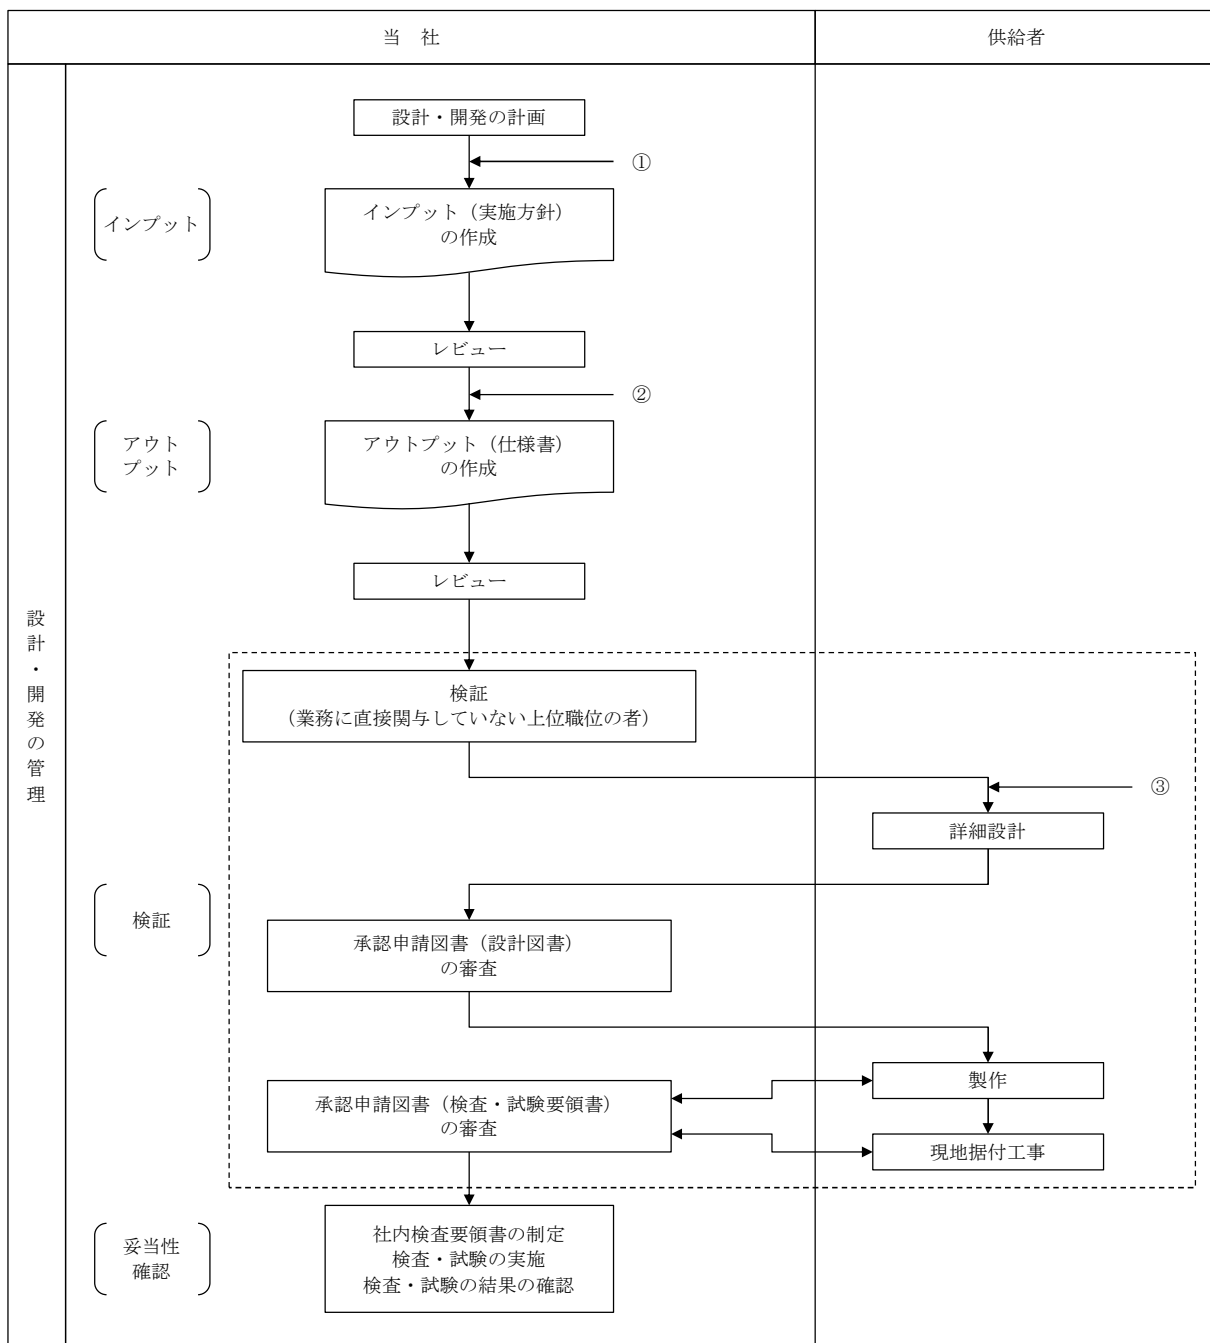 当　社
供給者
設計・開発の計画
①
インプット
インプット（実施方針）
の作成
レビュー
②
アウト
プット
アウトプット（仕様書）
の作成
レビュー
設計・開発の管理
検証
（業務に直接関与していない上位職位の者）
③
詳細設計
検証
承認申請図書（設計図書）
の審査
製作
承認申請図書（検査・試験要領書）
の審査
現地据付工事
妥当性
確認
社内検査要領書の制定
検査・試験の実施
検査・試験の結果の確認